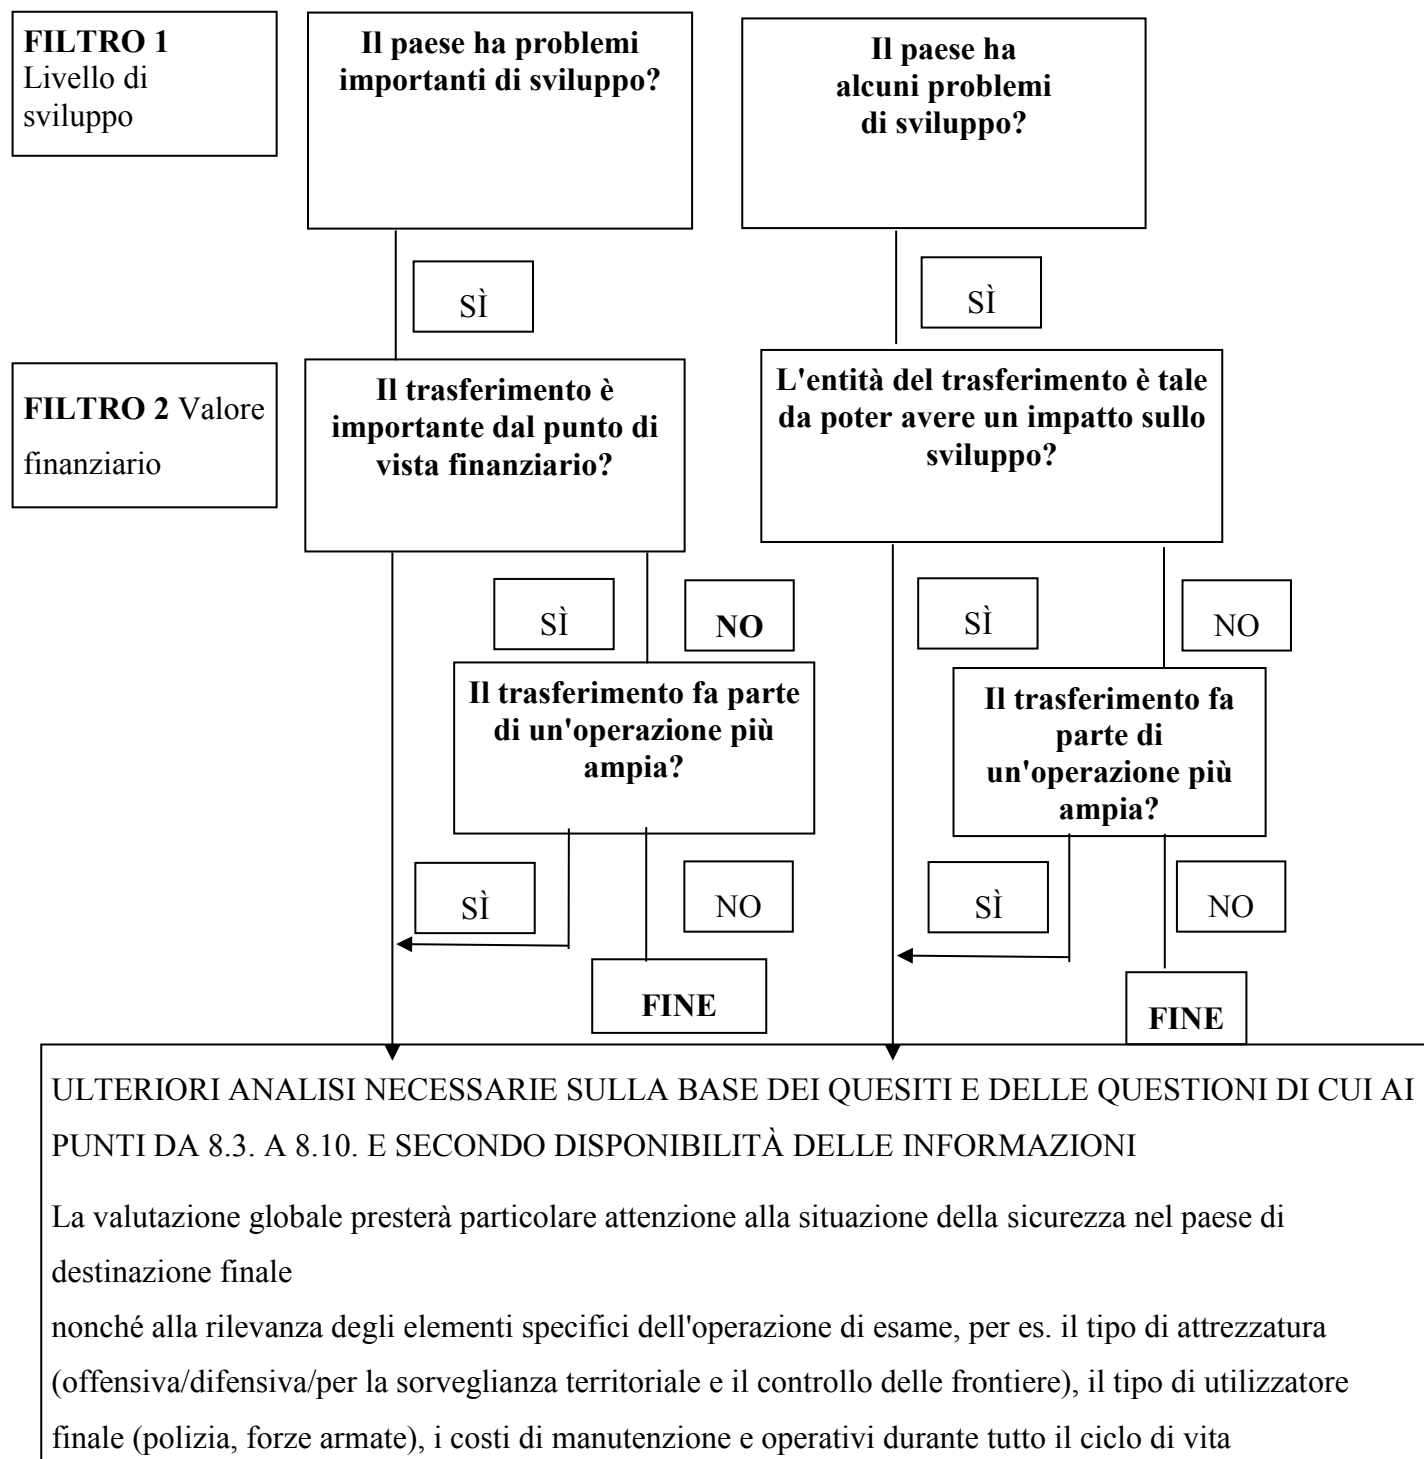 FILTRO 1
Livello di
sviluppo
Il paese ha problemi
importanti di sviluppo?
Il paese ha
alcuni problemi
di sviluppo?
SÌ
SÌ
FILTRO 2 Valore
finanziario
Il trasferimento è
importante dal punto di
vista finanziario?
L'entità del trasferimento è tale
da poter avere un impatto sullo
sviluppo?
SÌ
NO
SÌ
NO
Il trasferimento fa parte
di un'operazione più
ampia?
Il trasferimento fa
parte di
un'operazione più
ampia?
SÌ
NO
SÌ
NO
FINE
FINE
ULTERIORI ANALISI NECESSARIE SULLA BASE DEI QUESITI E DELLE QUESTIONI DI CUI AI
PUNTI DA 8.3. A 8.10. E SECONDO DISPONIBILITÀ DELLE INFORMAZIONI
La valutazione globale presterà particolare attenzione alla situazione della sicurezza nel paese di
destinazione finale
nonché alla rilevanza degli elementi specifici dell'operazione di esame, per es. il tipo di attrezzatura
(offensiva/difensiva/per la sorveglianza territoriale e il controllo delle frontiere), il tipo di utilizzatore
finale (polizia, forze armate), i costi di manutenzione e operativi durante tutto il ciclo di vita